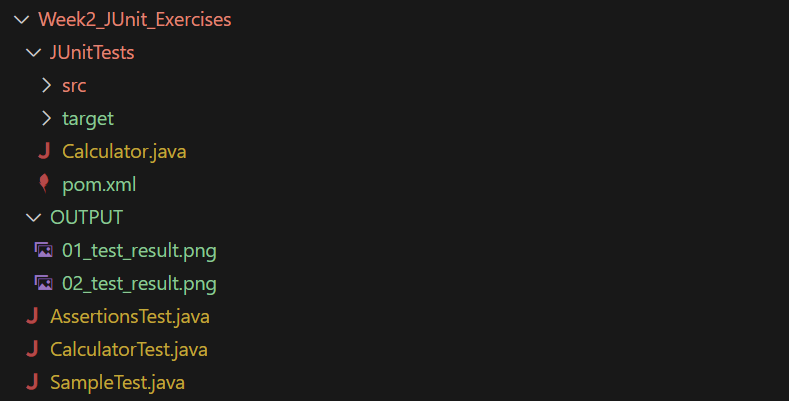 Week2_JUnit_Exercises
JUnitTests
src
target
Calculator.java
pom.xml
OUTPUT
01_test_result.png
02_test_result.png
AssertionsTest.java
CalculatorTest.java
SampleTest.java